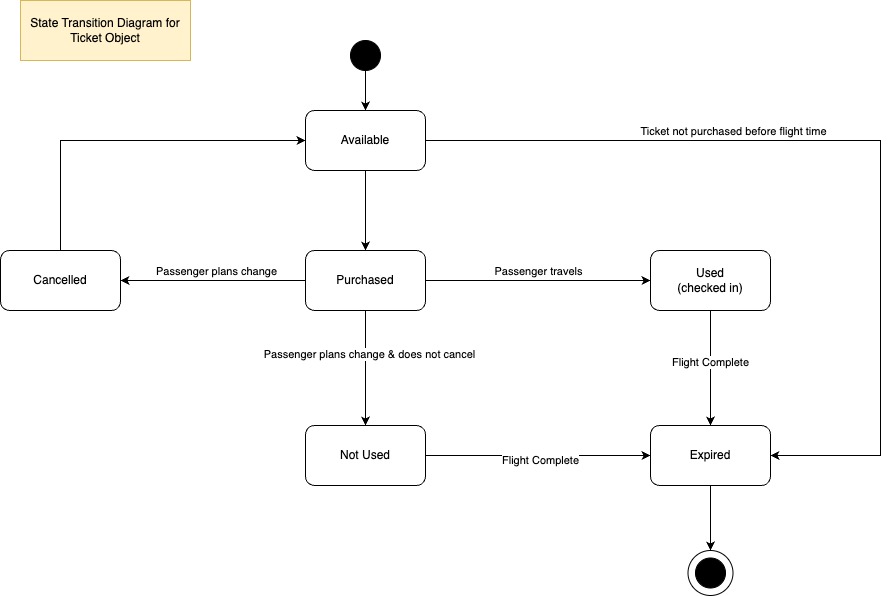 State Transition Diagram for
Ticket Object
Available
Ticket not purchased before flight time
Cancelled
Passenger plans change
Purchased
Passenger travels
Used
(checked in)
Passenger plans change & does not cancel
Flight Complete
Not Used
Flight Complete
Expired